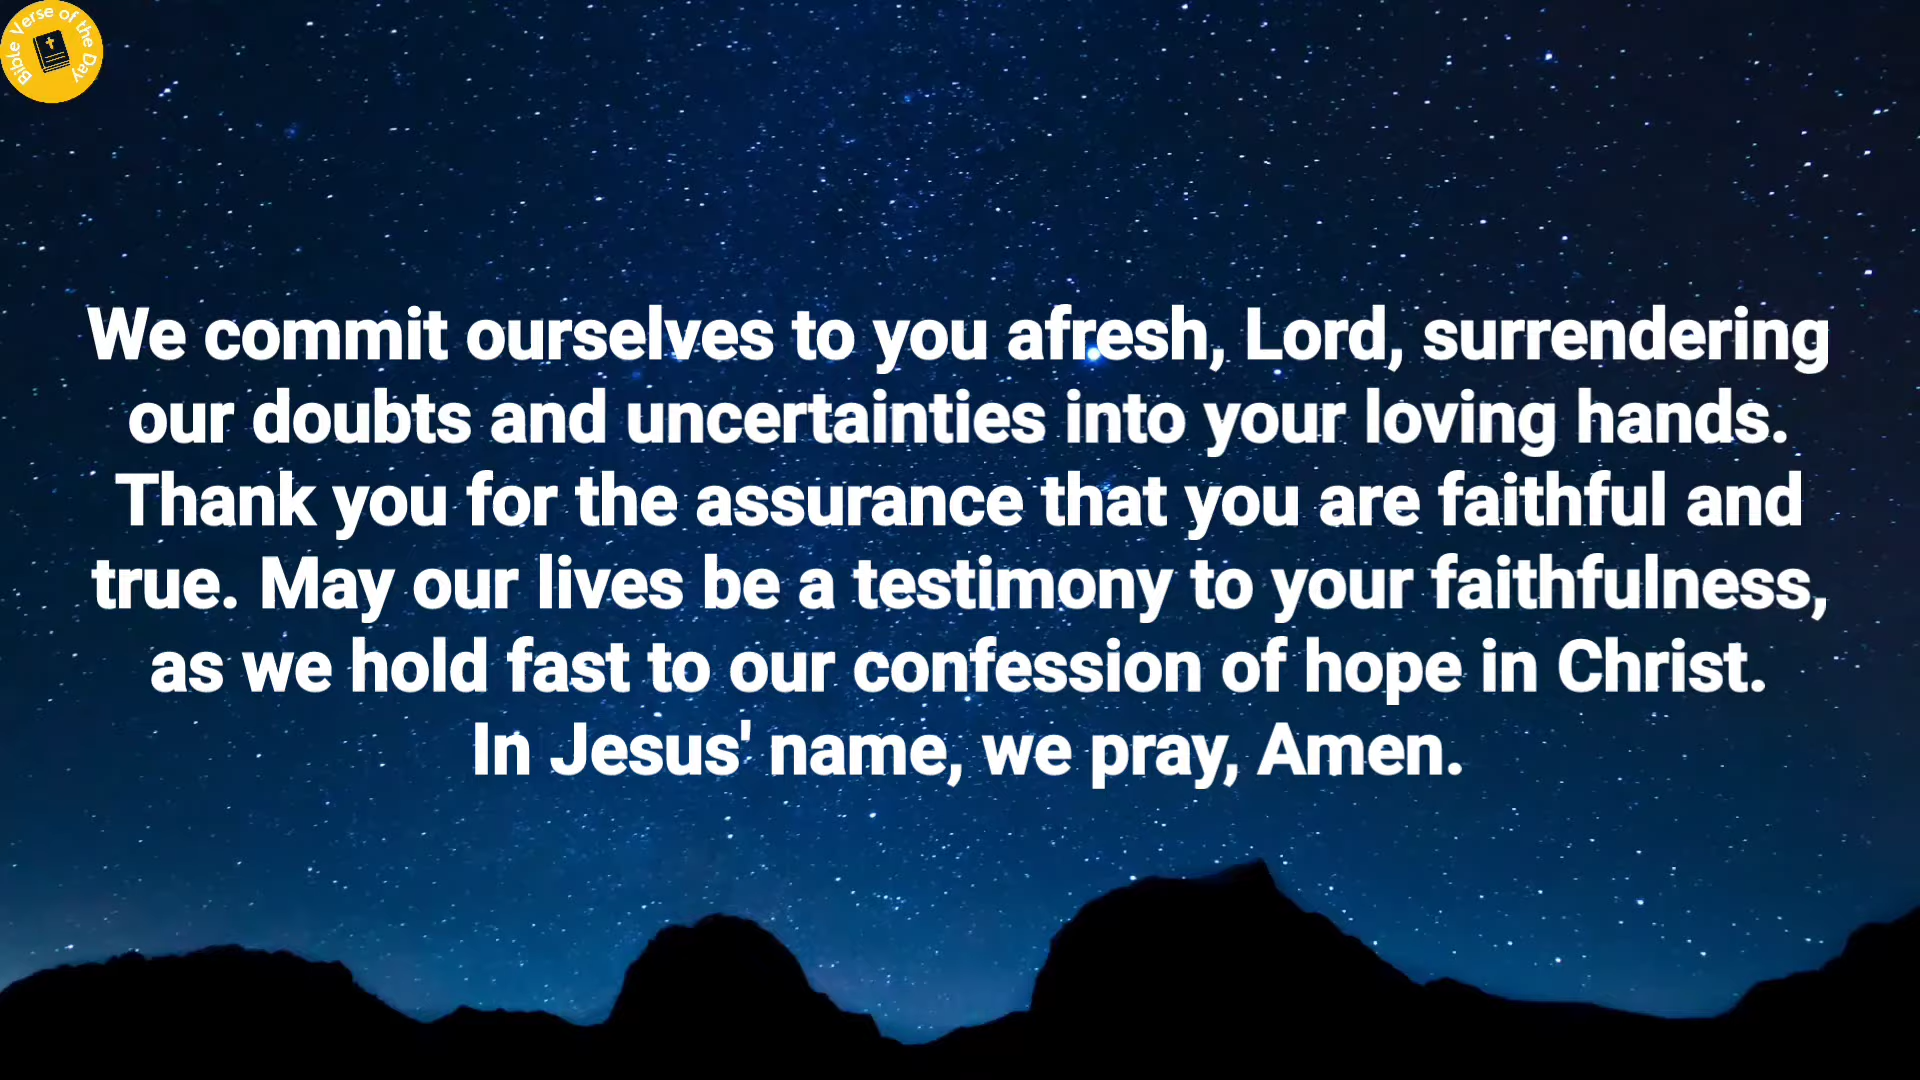 Bible Verse of the Day
We commit ourselves to you afresh, Lord, surrendering
our doubts and uncertainties into your loving hands.
Thank you for the assurance that you are faithful and
true. May our lives be a testimony to your faithfulness,
as we hold fast to our confession of hope in Christ.
In Jesus' name, we pray, Amen.